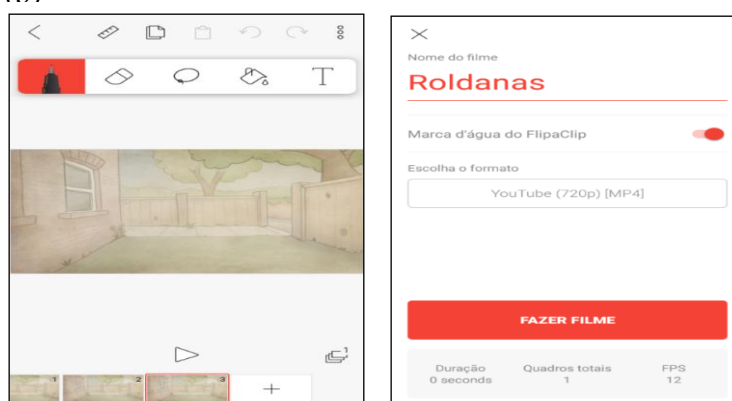 T
1
1
2
3
+
Nome do filme
Roldanas
Marca d'água do FlipaClip
Escolha o formato
YouTube (720p) [MP4]
FAZER FILME
Duração Quadros totais FPS
0 seconds 1 12